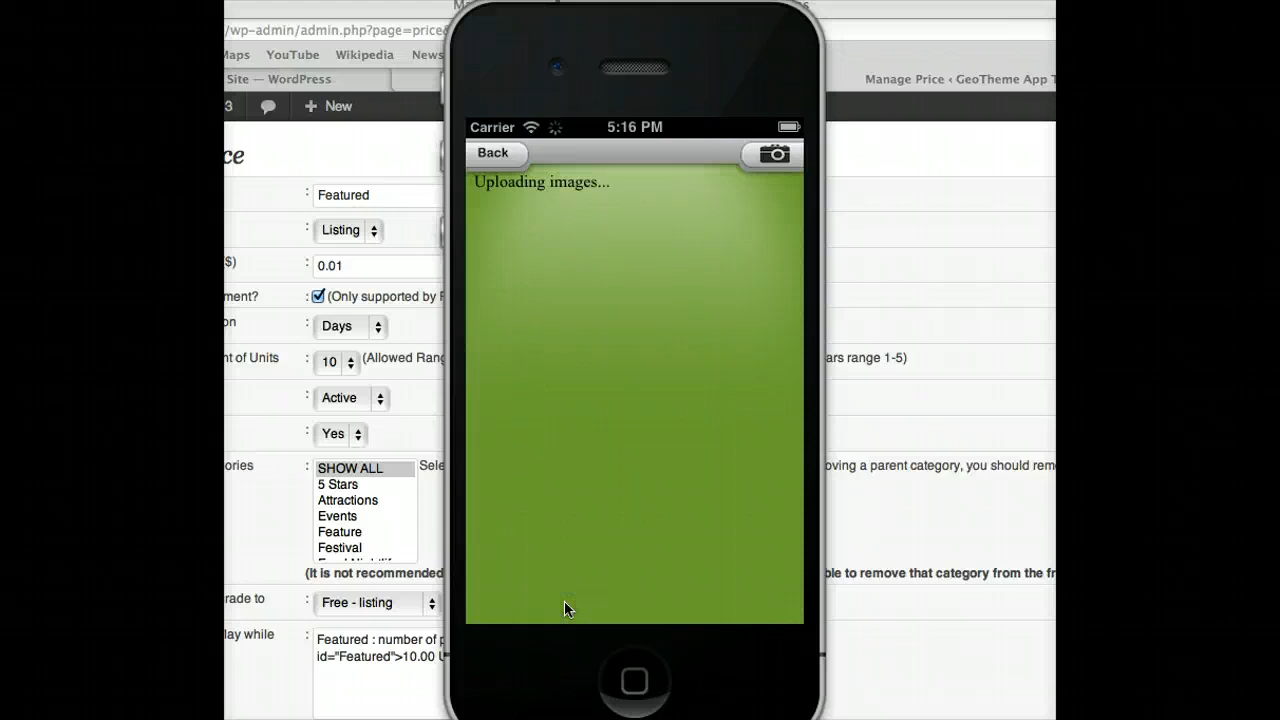 /wp-admin/admin.php?page=price&
Maps YouTube Wikipedia News
Site — WordPress
Manage Price ‹ GeoTheme App T
3 + New
ce
Carrier 5:16 PM
Back
Uploading images...
: Featured
: Listing
$) : 0.01
ment? : (Only supported by P
on : Days
nt of Units : 10 (Allowed Rang
ars range 1-5)
: Active
: Yes
ories : SHOW ALL Sele
oving a parent category, you should rem
5 Stars
Attractions
Events
Feature
Festival
(It is not recommended
ble to remove that category from the fr
rade to : Free - listing
lay while : Featured : number of p
id="Featured">10.00 U